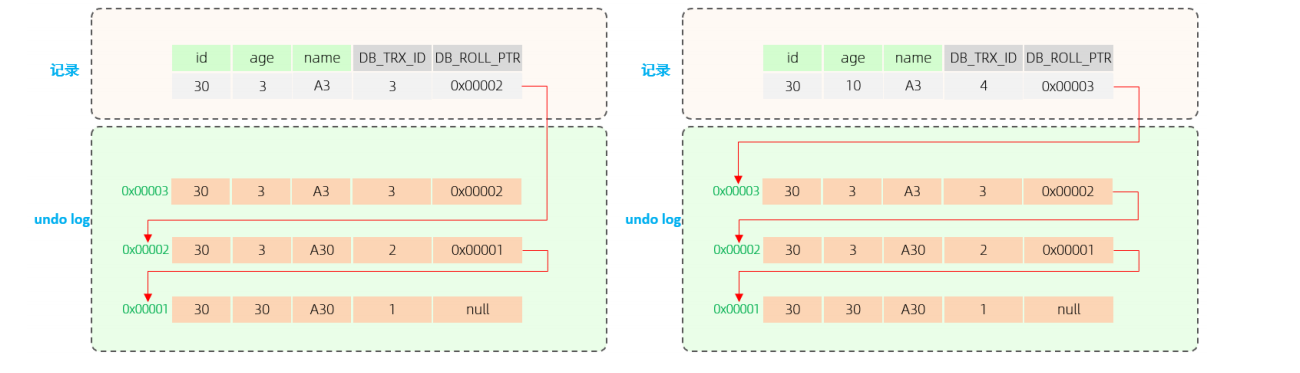 id age name DB_TRX_ID DB_ROLL_PTR
记录
30 3 A3 3 0x00002
0x00003 30 3 A3 3 0x00002
undo log
0x00002 30 3 A30 2 0x00001
0x00001 30 30 A30 1 null
id age name DB_TRX_ID DB_ROLL_PTR
记录
30 10 A3 4 0x00003
0x00003 30 3 A3 3 0x00002
undo log
0x00002 30 3 A30 2 0x00001
0x00001 30 30 A30 1 null